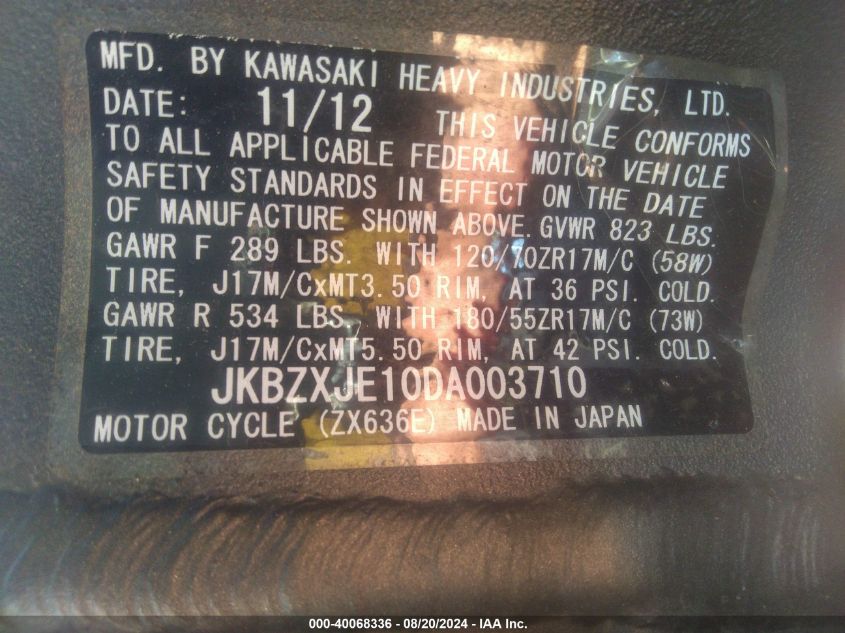 MFD. BY KAWASAKI HEAVY INDUSTRIES, LTD.
DATE: 11/12 THIS VEHICLE CONFORMS
TO ALL APPLICABLE FEDERAL MOTOR VEHICLE
SAFETY STANDARDS IN EFFECT ON THE DATE
OF MANUFACTURE SHOWN ABOVE. GVWR 823 LBS.
GAWR F 289 LBS. WITH 120/70ZR17M/C (58W)
TIRE, J17M/CxMT3.50 RIM, AT 36 PSI. COLD.
GAWR R 534 LBS, WITH 180/55ZR17M/C (73W)
TIRE, J17M/CxMT5.50 RIM, AT 42 PSI. COLD.
JKBZXJE10DA003710
MOTOR CYCLE (ZX636E) MADE IN JAPAN
000-40068336 - 08/20/2024 - IAA Inc.